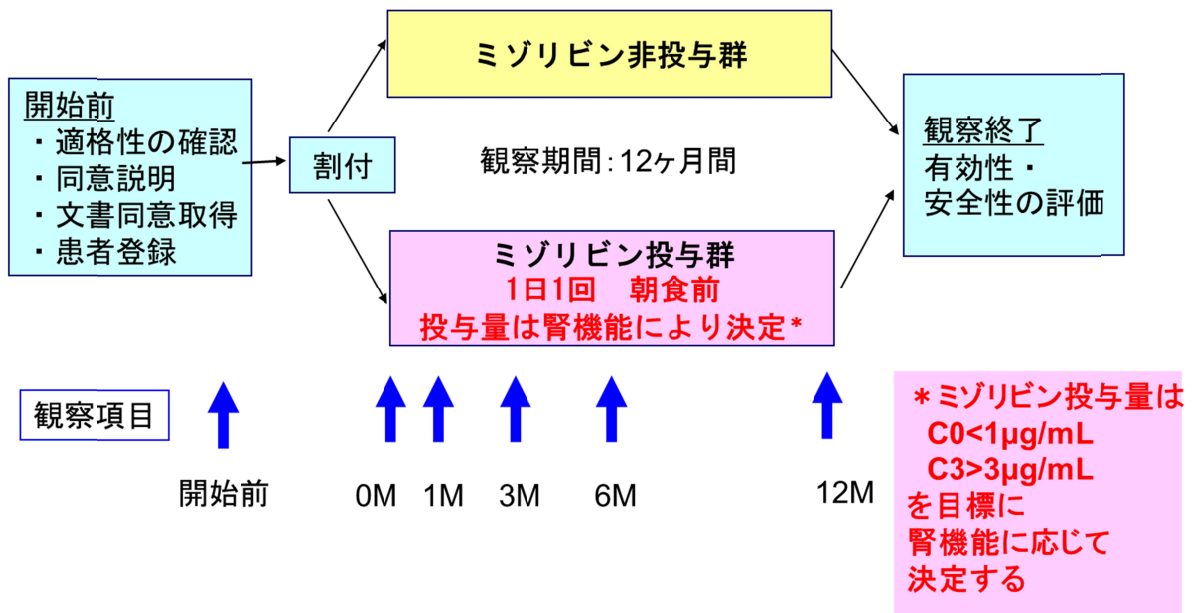 開始前
・適格性の確認
・同意説明
・文書同意取得
・患者登録
割付
ミゾリビン非投与群
観察期間：12ヶ月間
ミゾリビン投与群
1日1回　朝食前
投与量は腎機能により決定*
観察終了
有効性・
安全性の評価
観察項目
開始前
0M
1M
3M
6M
12M
＊ミゾリビン投与量は
C0<1μg/mL
C3>3μg/mL
を目標に
腎機能に応じて
決定する